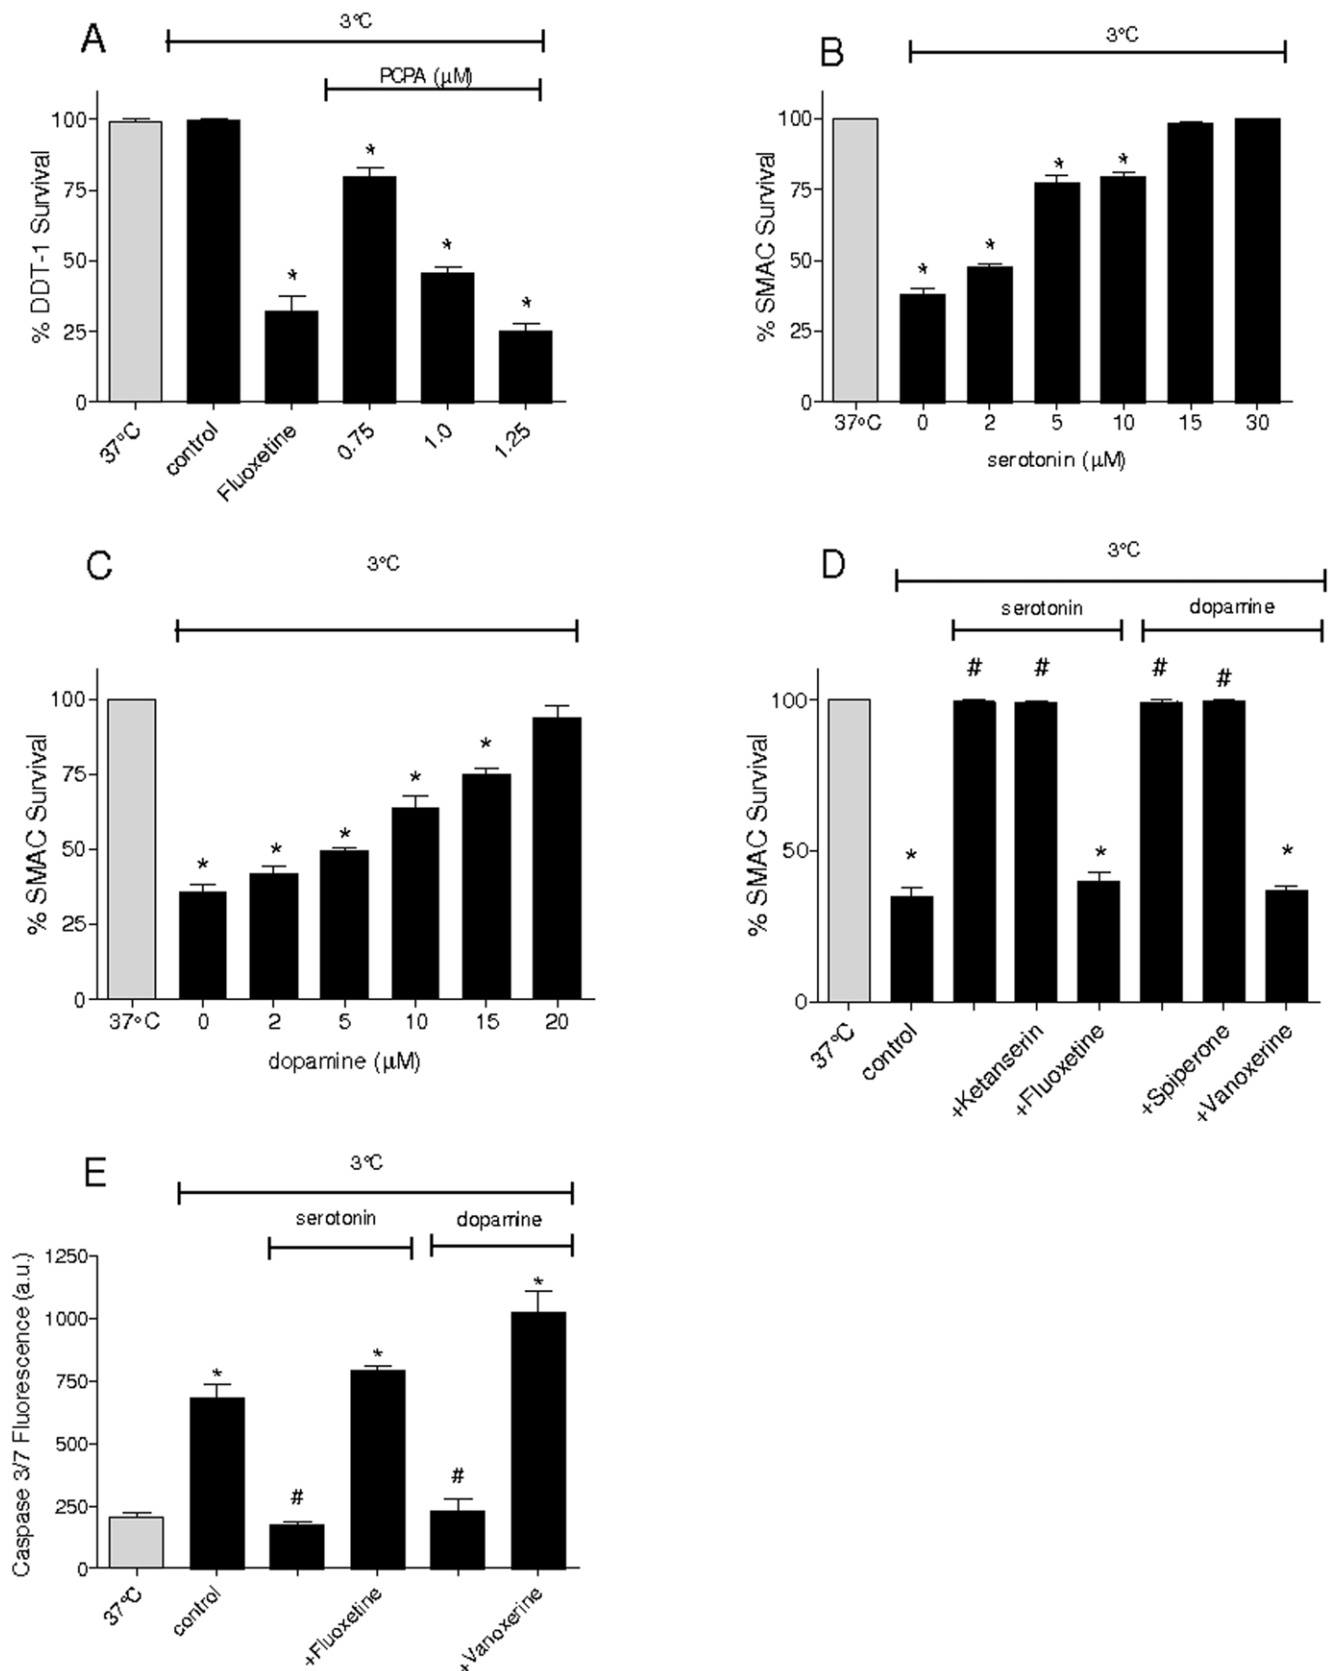 A
3°C
PCPA (μM)
% DDT-1 Survival
100
75
50
25
0
*
*
*
*
37°C
control
Fluoxetine
0.75
1.0
1.25
B
3°C
% SMAC Survival
100
75
50
25
0
*
*
*
*
37°C
0
2
5
10
15
30
serotonin (μM)
C
3°C
% SMAC Survival
100
75
50
25
0
*
*
*
*
*
37°C
0
2
5
10
15
20
dopamine (μM)
D
3°C
serotonin
dopamine
% SMAC Survival
100
50
0
*
#
#
*
#
#
*
37°C
control
+Ketanserin
+Fluoxetine
+Spiperone
+Vanoxerine
E
3°C
serotonin
dopamine
Caspase 3/7 Fluorescence (a.u.)
1250
1000
750
500
250
0
*
#
*
#
*
37°C
control
+Fluoxetine
+Vanoxerine